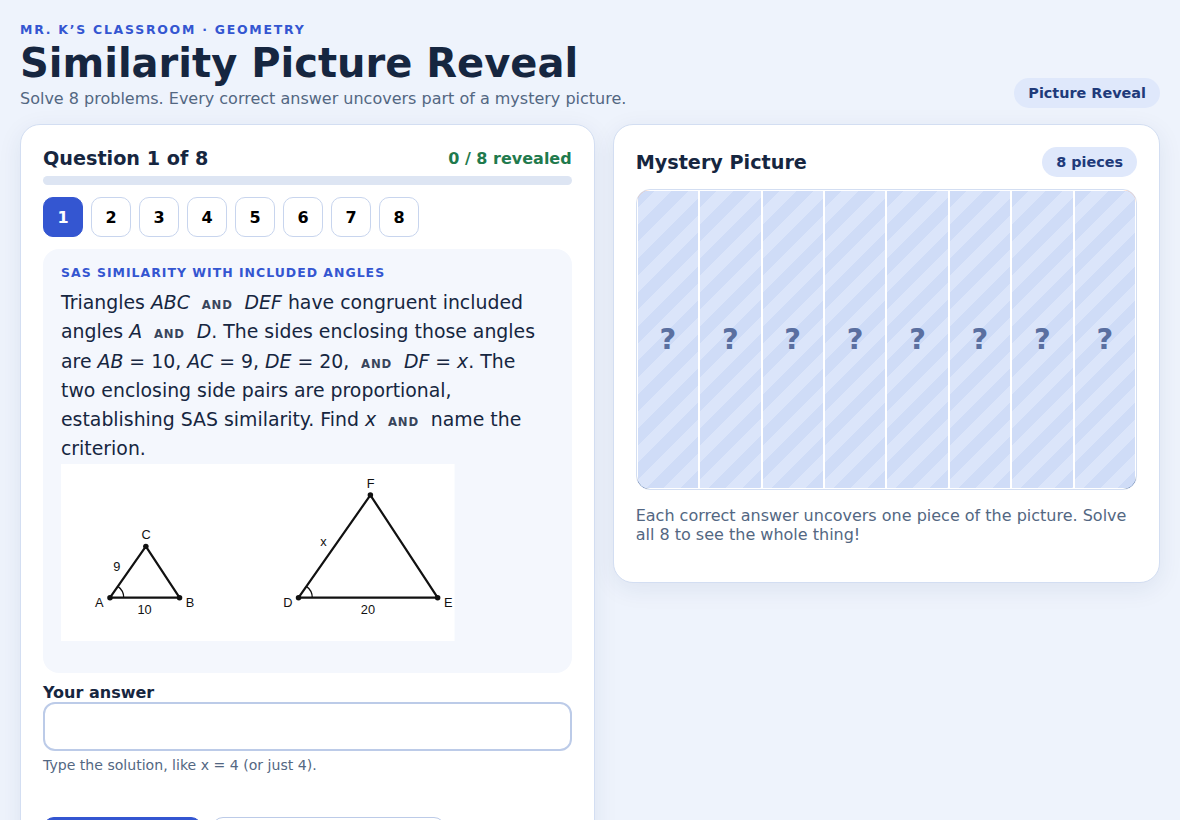 MR. K’S CLASSROOM · GEOMETRY
Similarity Picture Reveal
Solve 8 problems. Every correct answer uncovers part of a mystery picture.
Picture Reveal
Question 1 of 8
0 / 8 revealed
1 2 3 4 5 6 7 8
SAS SIMILARITY WITH INCLUDED ANGLES
Triangles ABC AND DEF have congruent included
angles A AND D. The sides enclosing those angles
are AB = 10, AC = 9, DE = 20, AND DF = x. The
two enclosing side pairs are proportional,
establishing SAS similarity. Find x AND name the
criterion.
F
C
x
9
A
B
D
E
10
20
Your answer
Type the solution, like x = 4 (or just 4).
Mystery Picture
8 pieces
? ? ? ? ? ? ? ?
Each correct answer uncovers one piece of the picture. Solve
all 8 to see the whole thing!